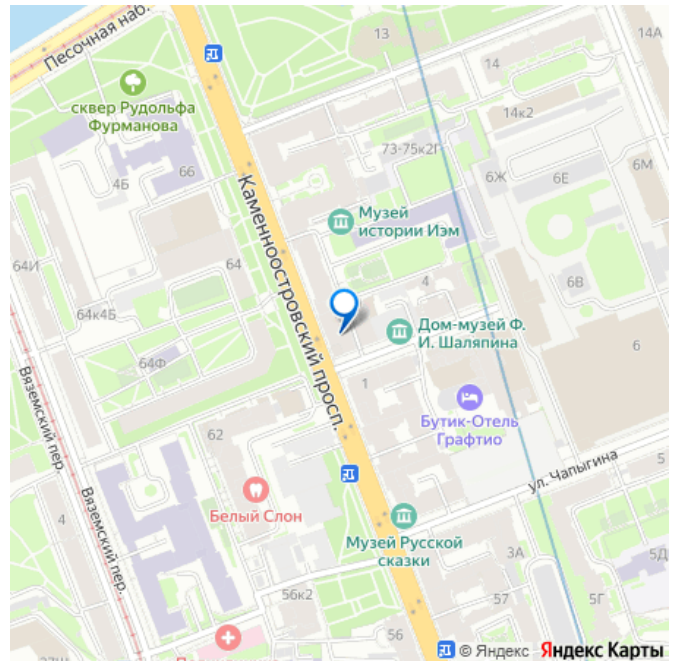 Песочная наб.
13
14А
14
сквер Рудольфа
Фурманова
14к2
73-75к2Г
66
4Б
6Ж
6Е
6М
Каменноостровский просп.
Музей
истории Иэм
64И
64
4
6В
64к4Б
Дом-музей Ф.
И. Шаляпина
6
64Ф
1
Вяземский пер.
Бутик-Отель
Графтио
62
ул. Чапыгина
5
Белый Слон
4
Вяземский пер.
Музей Русской
сказки
3А
5Д
56к2
57
5Г
56
© Яндекс Яндекс Карты